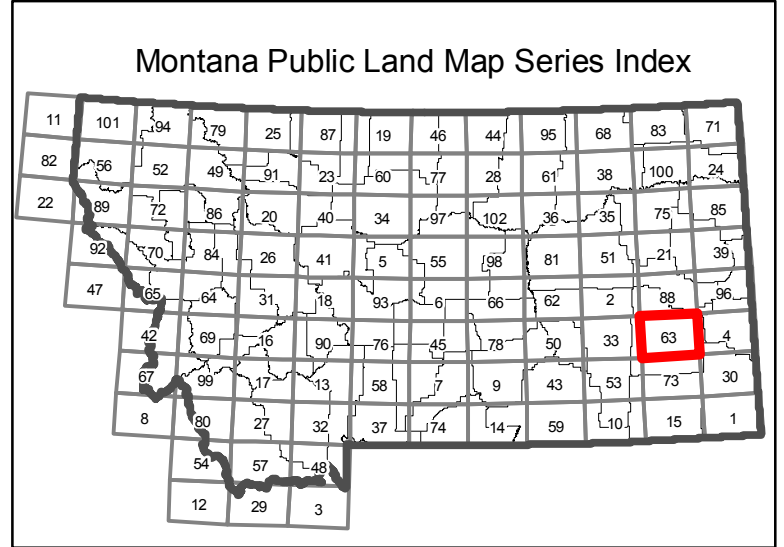 Montana Public Land Map Series Index
11 101 94 79 25 87 19 46 44 95 68 83 71
82 56 52 49 91 23 60 77 28 61 38 100 24
22 89 72 86 20 40 34 97 102 36 35 75 85
92 70 84 26 41 5 55 98 81 51 21 39
47 65 64 31 18 93 6 66 62 2 88 96
42 69 16 90 76 45 78 50 33 63 4
67 99 17 13 58 7 9 43 53 73 30
8 80 27 32 37 74 14 59 10 15 1
54 57 48
12 29 3